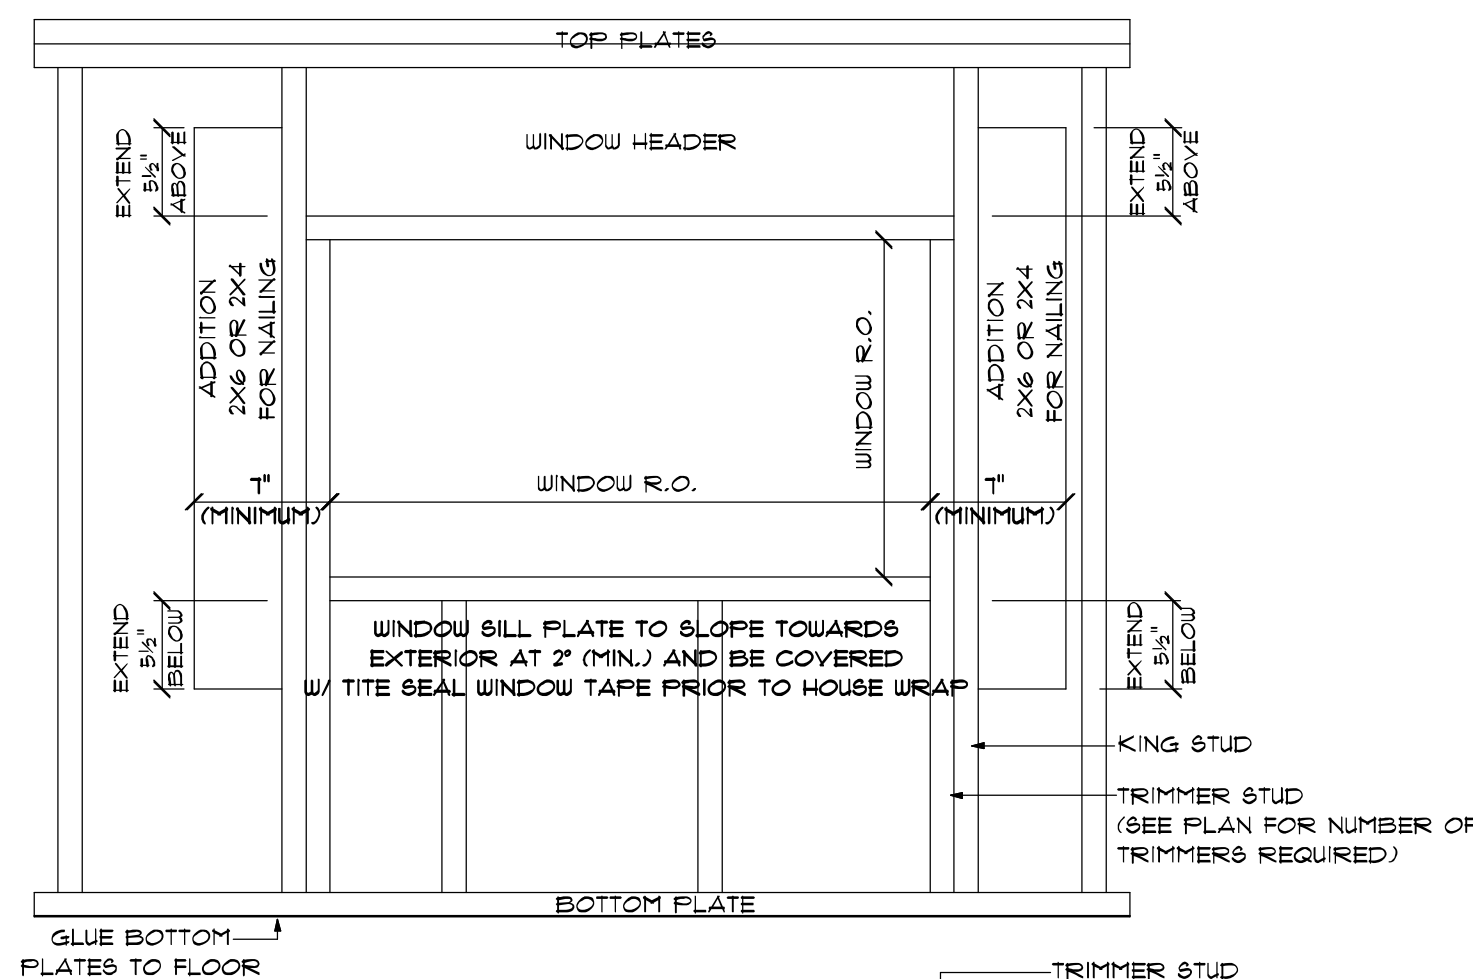 TOP PLATES
WINDOW HEADER
EXTEND
5½"
ABOVE
EXTEND
5½"
ABOVE
ADDITION
2X6 OR 2X4
FOR NAILING
ADDITION
2X6 OR 2X4
FOR NAILING
WINDOW R.O.
7"
(MINIMUM)
WINDOW R.O.
7"
(MINIMUM)
EXTEND
5½"
BELOW
EXTEND
5½"
BELOW
WINDOW SILL PLATE TO SLOPE TOWARDS
EXTERIOR AT 2° (MIN.) AND BE COVERED
W/ TITE SEAL WINDOW TAPE PRIOR TO HOUSE WRAP
KING STUD
TRIMMER STUD
(SEE PLAN FOR NUMBER OF
TRIMMERS REQUIRED)
BOTTOM PLATE
GLUE BOTTOM
PLATES TO FLOOR
TRIMMER STUD